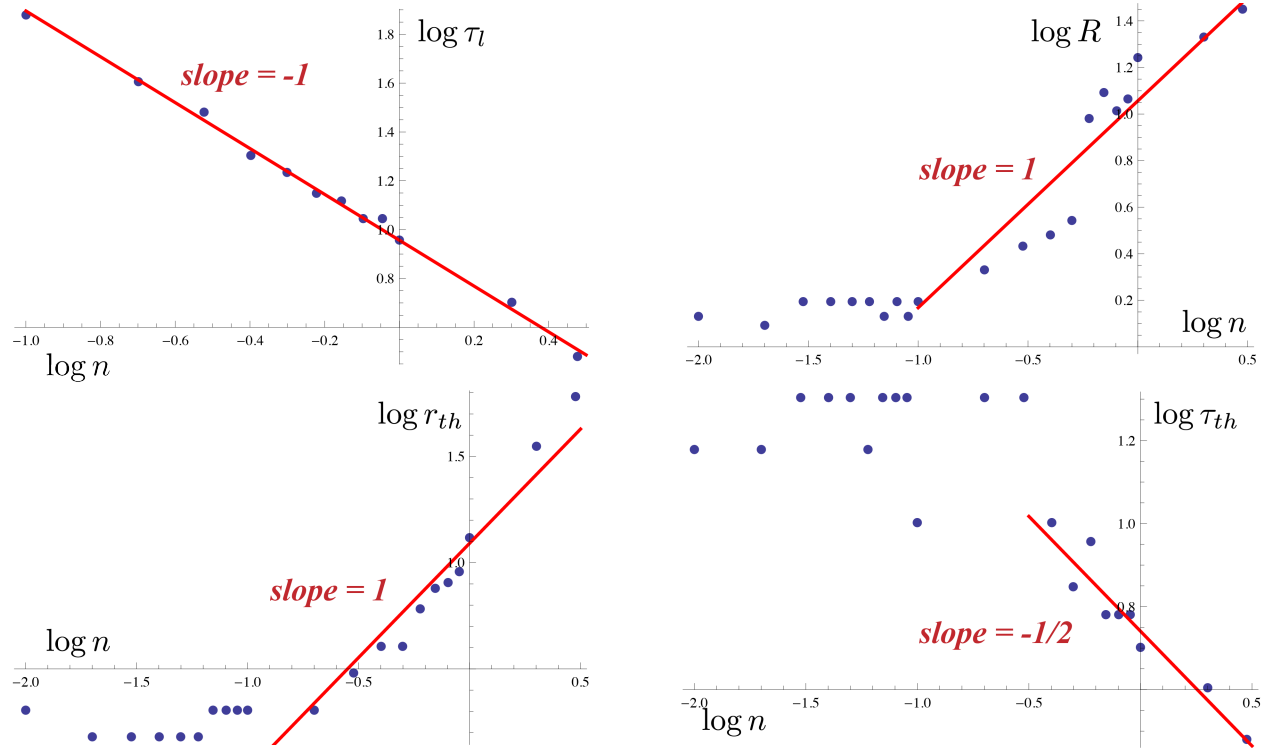 log τ_l
1.8
slope = -1
1.6
1.4
1.2
1.0
0.8
−1.0 −0.8 −0.6 −0.4 −0.2 0.2 0.4
log n
log R
1.4
1.2
1.0
slope = 1
0.8
0.6
0.4
0.2
log n
−2.0 −1.5 −1.0 −0.5 0.5
log r_th
1.5
1.0
slope = 1
log n
−2.0 −1.5 −1.0 −0.5 0.5
log τ_th
1.2
1.0
0.8
slope = -1/2
−2.0 −1.5 −1.0 −0.5 0.5
log n